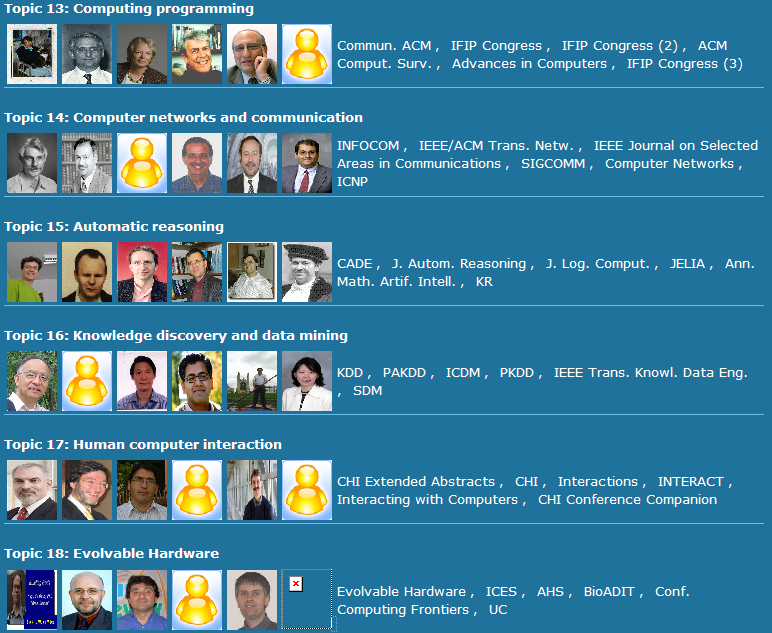 Topic 13: Computing programming
Commun. ACM , IFIP Congress , IFIP Congress (2) , ACM
Comput. Surv. , Advances in Computers , IFIP Congress (3)
Topic 14: Computer networks and communication
INFOCOM , IEEE/ACM Trans. Netw. , IEEE Journal on Selected
Areas in Communications , SIGCOMM , Computer Networks ,
ICNP
Topic 15: Automatic reasoning
CADE , J. Autom. Reasoning , J. Log. Comput. , JELIA , Ann.
Math. Artif. Intell. , KR
Topic 16: Knowledge discovery and data mining
KDD , PAKDD , ICDM , PKDD , IEEE Trans. Knowl. Data Eng.
, SDM
Topic 17: Human computer interaction
CHI Extended Abstracts , CHI , Interactions , INTERACT ,
Interacting with Computers , CHI Conference Companion
Topic 18: Evolvable Hardware
Evolvable Hardware , ICES , AHS , BioADIT , Conf.
Computing Frontiers , UC